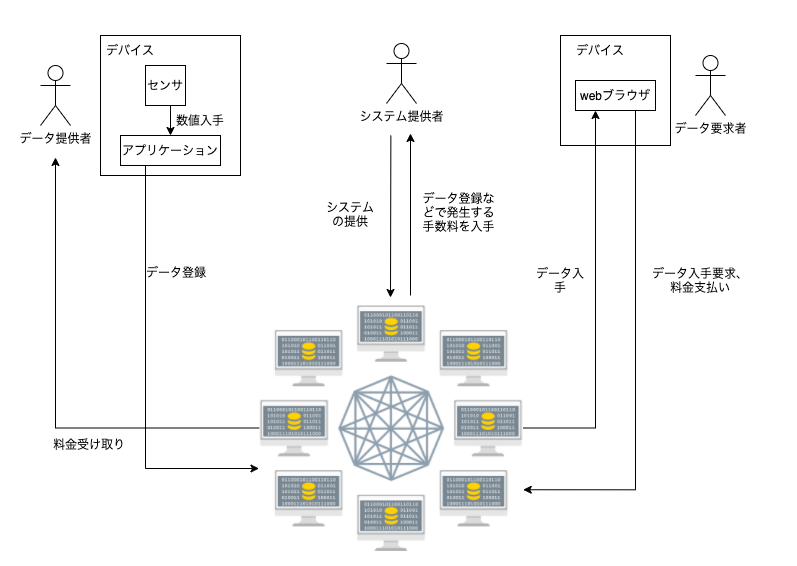 デバイス
センサ
数値入手
アプリケーション
データ提供者
システム提供者
デバイス
webブラウザ
データ要求者
システム
の提供
データ登録な
どで発生する
手数料を入手
データ登録
データ入
手
データ入手要求、
料金支払い
料金受け取り